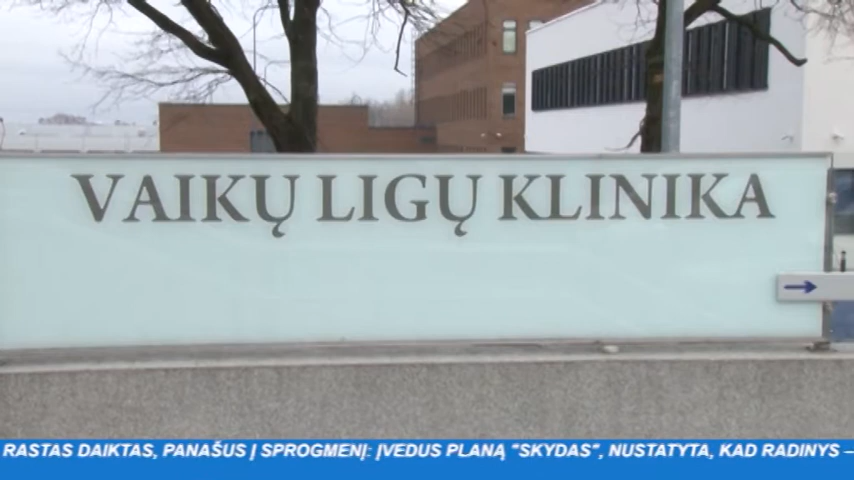 VAIKŲ LIGŲ KLINIKA
RASTAS DAIKTAS, PANAŠUS Į SPROGMENĮ: ĮVEDUS PLANĄ "SKYDAS", NUSTATYTA, KAD RADINYS –